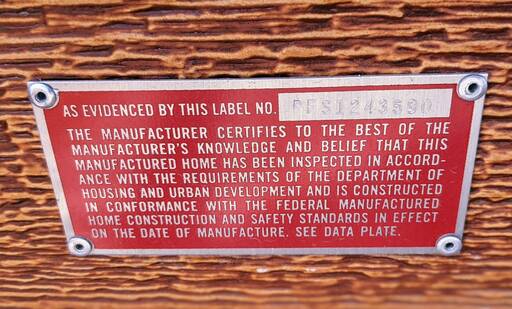 AS EVIDENCED BY THIS LABEL NO. PFS1243590
THE MANUFACTURER CERTIFIES TO THE BEST OF THE
MANUFACTURER'S KNOWLEDGE AND BELIEF THAT THIS
MANUFACTURED HOME HAS BEEN INSPECTED IN ACCORD-
ANCE WITH THE REQUIREMENTS OF THE DEPARTMENT OF
HOUSING AND URBAN DEVELOPMENT AND IS CONSTRUCTED
IN CONFORMANCE WITH THE FEDERAL MANUFACTURED
HOME CONSTRUCTION AND SAFETY STANDARDS IN EFFECT
ON THE DATE OF MANUFACTURE. SEE DATA PLATE.